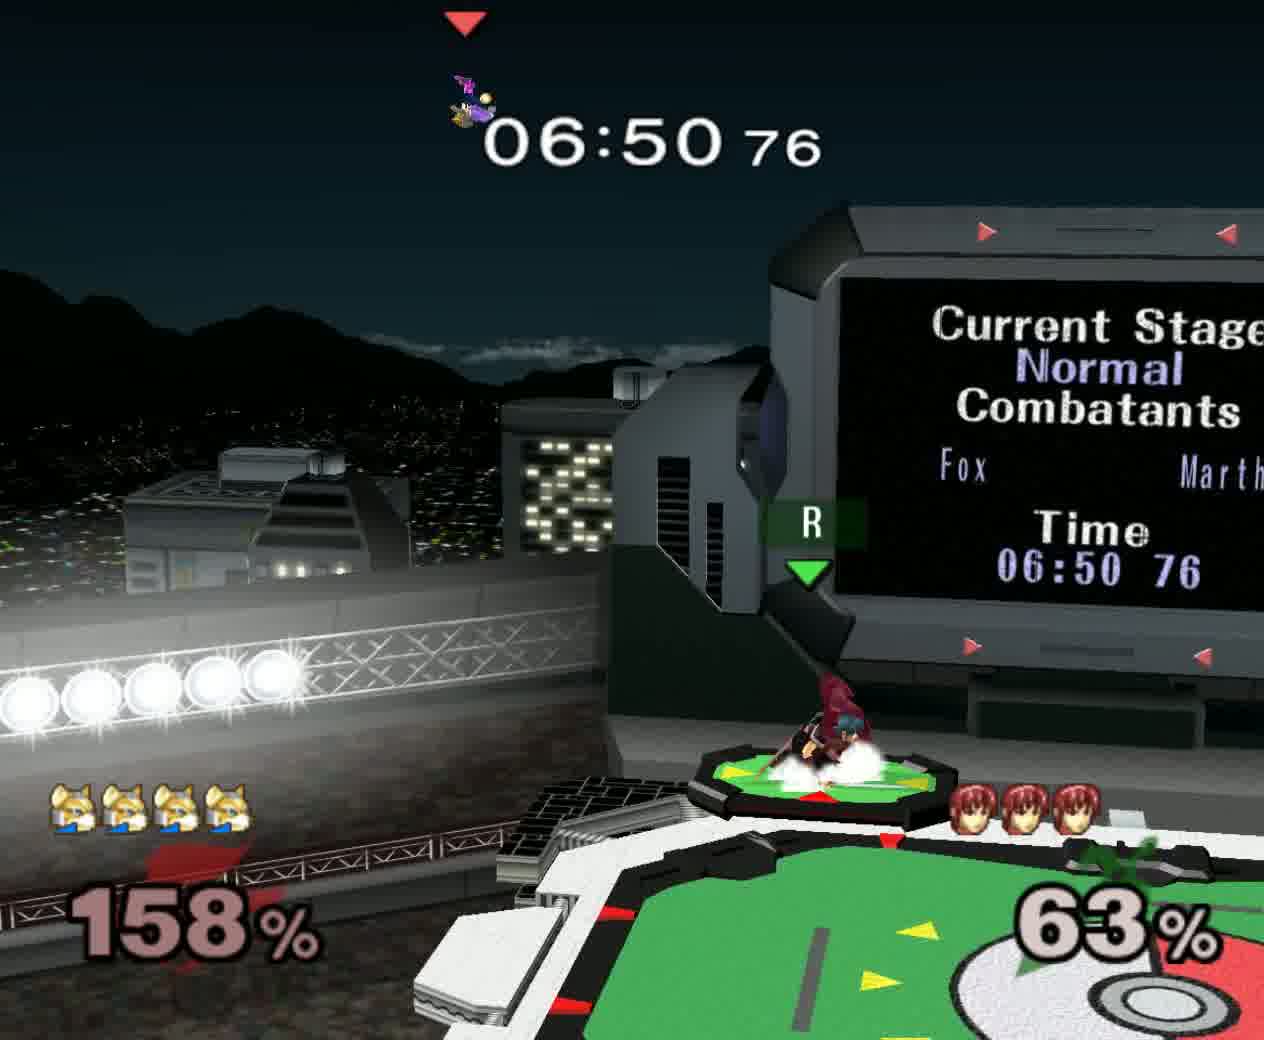 06:50 76
Current Stage
Normal
Combatants
Fox Marth
R
Time
06:50 76
158%
63%